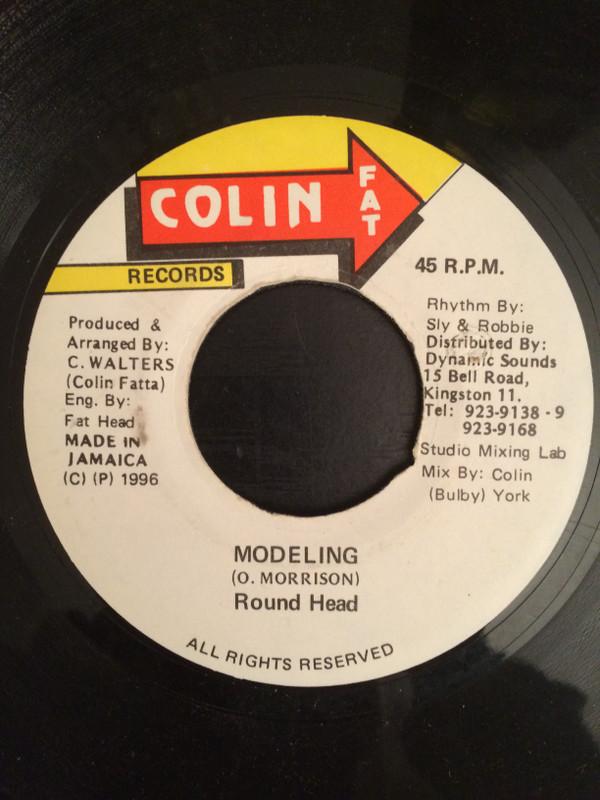 COLIN
FAT
RECORDS
45 R.P.M.
Produced &
Arranged By:
C. WALTERS
(Colin Fatta)
Eng. By:
Fat Head
MADE IN
JAMAICA
(C) (P) 1996
Rhythm By:
Sly & Robbie
Distributed By:
Dynamic Sounds
15 Bell Road,
Kingston 11.
Tel: 923-9138 - 9
923-9168
Studio Mixing Lab
Mix By: Colin
(Bulby) York
MODELING
(O. MORRISON)
Round Head
ALL RIGHTS RESERVED